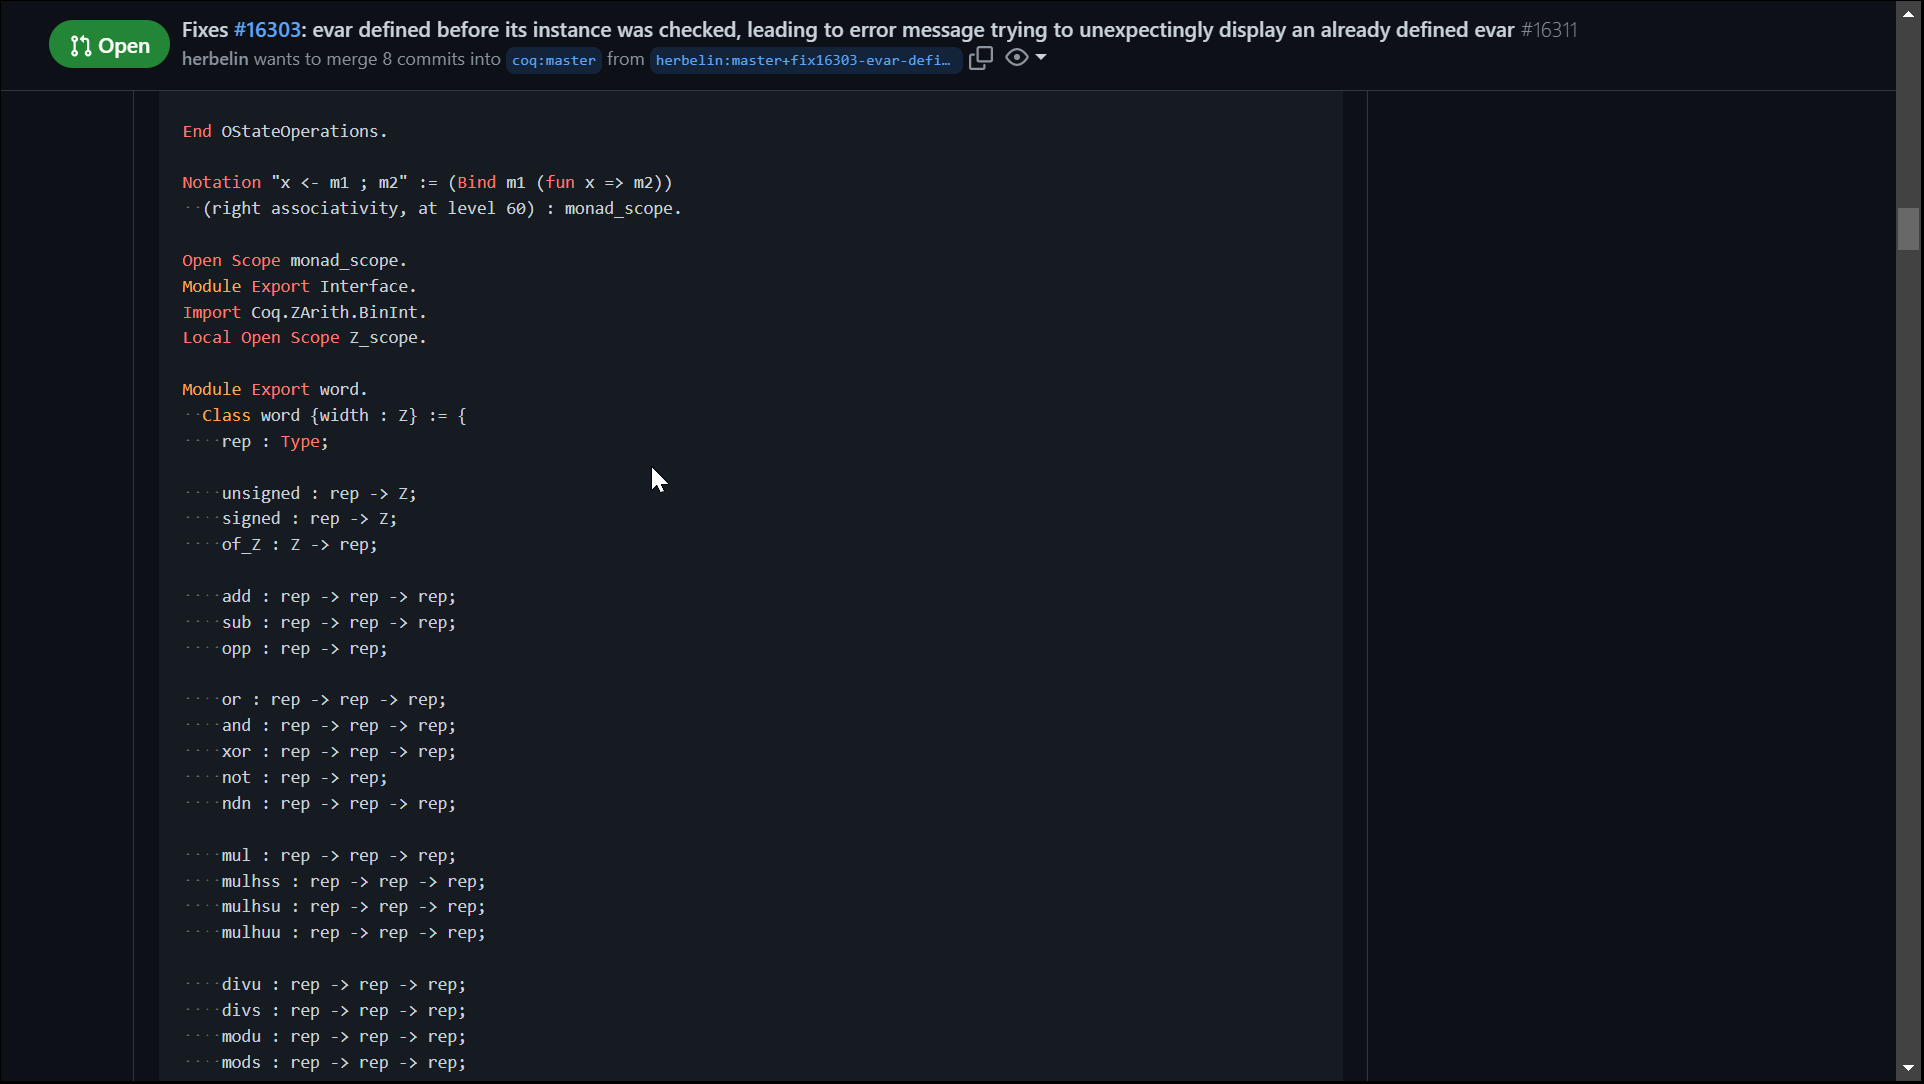 Open
Fixes #16303: evar defined before its instance was checked, leading to error message trying to unexpectingly display an already defined evar #16311
herbelin wants to merge 8 commits into coq:master from herbelin:master+fix16303-evar-defi…
End OStateOperations.
Notation "x <- m1 ; m2" := (Bind m1 (fun x => m2))
(right associativity, at level 60) : monad_scope.
Open Scope monad_scope.
Module Export Interface.
Import Coq.ZArith.BinInt.
Local Open Scope Z_scope.
Module Export word.
Class word {width : Z} := {
rep : Type;
unsigned : rep -> Z;
signed : rep -> Z;
of_Z : Z -> rep;
add : rep -> rep -> rep;
sub : rep -> rep -> rep;
opp : rep -> rep;
or : rep -> rep -> rep;
and : rep -> rep -> rep;
xor : rep -> rep -> rep;
not : rep -> rep;
ndn : rep -> rep -> rep;
mul : rep -> rep -> rep;
mulhss : rep -> rep -> rep;
mulhsu : rep -> rep -> rep;
mulhuu : rep -> rep -> rep;
divu : rep -> rep -> rep;
divs : rep -> rep -> rep;
modu : rep -> rep -> rep;
mods : rep -> rep -> rep;